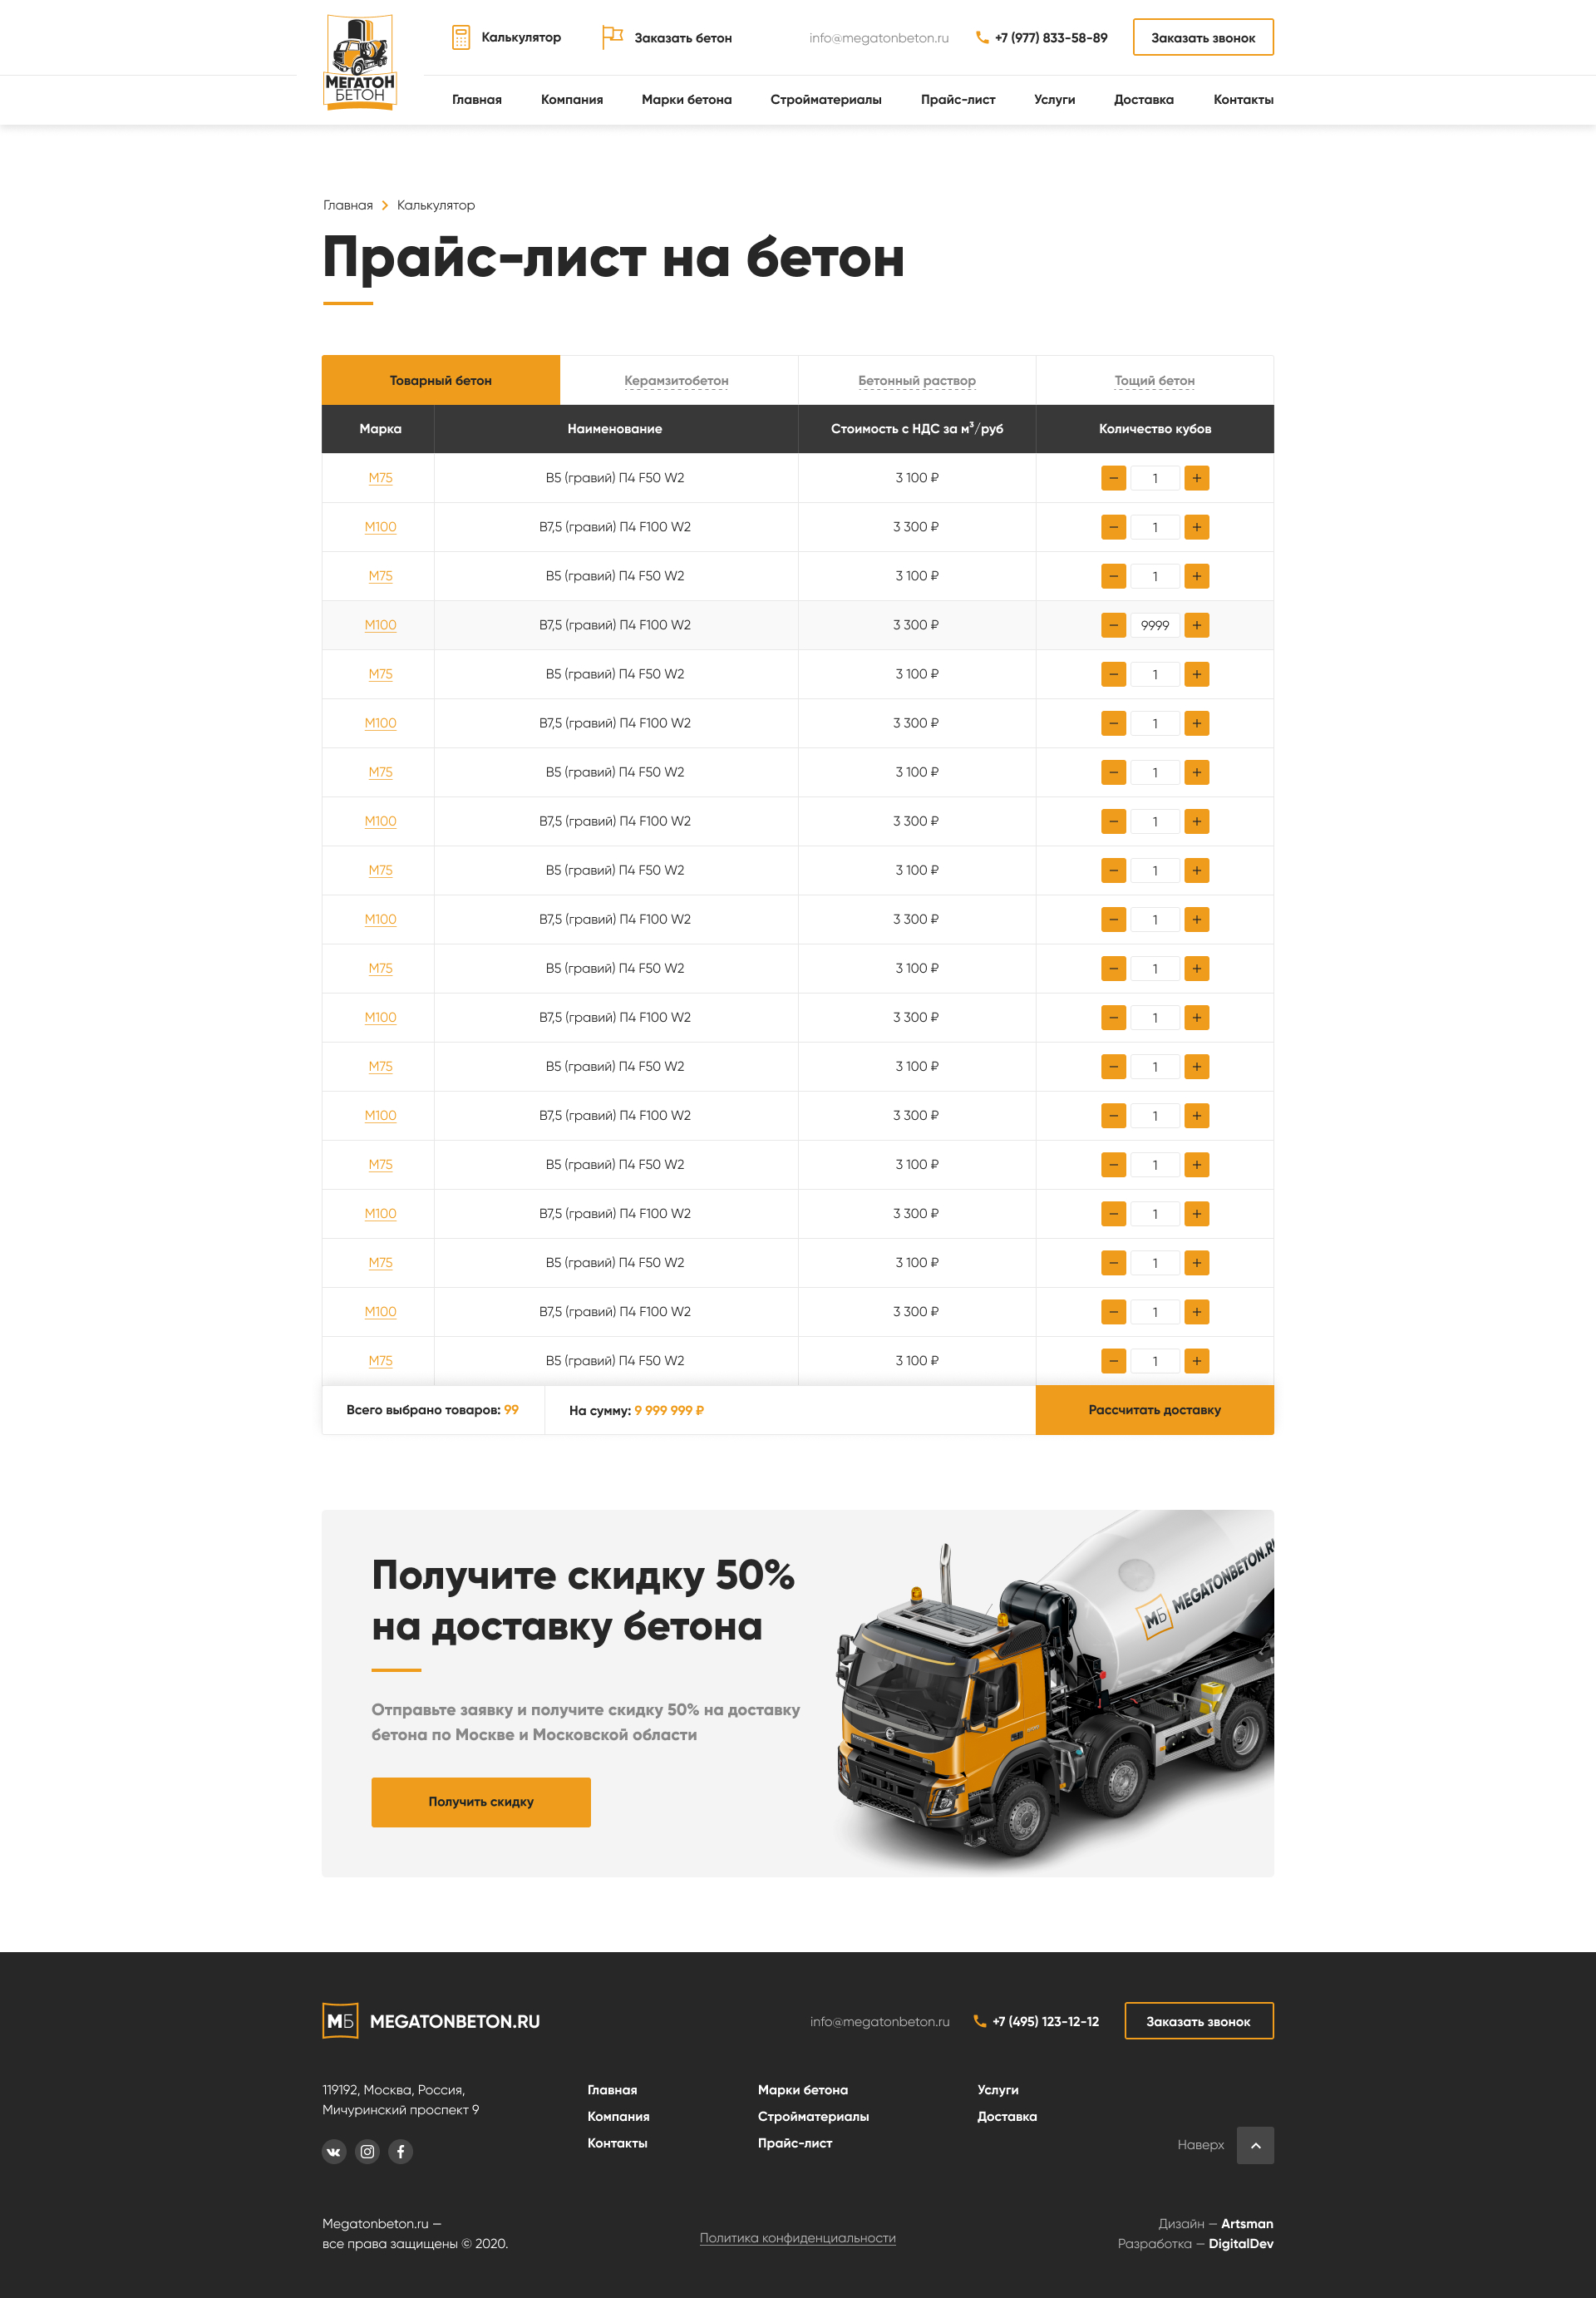 МЕГАТОН
БЕТОН
Калькулятор
Заказать бетон
info@megatonbeton.ru
+7 (977) 833-58-89
Заказать звонок
Главная Компания Марки бетона Стройматериалы Прайс-лист Услуги Доставка Контакты
Главная > Калькулятор
Прайс-лист на бетон
Товарный бетон Керамзитобетон Бетонный раствор Тощий бетон
Марка Наименование Стоимость с НДС за м³/руб Количество кубов
М75 В5 (гравий) П4 F50 W2 3 100 ₽ − 1 +
М100 В7,5 (гравий) П4 F100 W2 3 300 ₽ − 1 +
М75 В5 (гравий) П4 F50 W2 3 100 ₽ − 1 +
М100 В7,5 (гравий) П4 F100 W2 3 300 ₽ − 9999 +
М75 В5 (гравий) П4 F50 W2 3 100 ₽ − 1 +
М100 В7,5 (гравий) П4 F100 W2 3 300 ₽ − 1 +
М75 В5 (гравий) П4 F50 W2 3 100 ₽ − 1 +
М100 В7,5 (гравий) П4 F100 W2 3 300 ₽ − 1 +
М75 В5 (гравий) П4 F50 W2 3 100 ₽ − 1 +
М100 В7,5 (гравий) П4 F100 W2 3 300 ₽ − 1 +
М75 В5 (гравий) П4 F50 W2 3 100 ₽ − 1 +
М100 В7,5 (гравий) П4 F100 W2 3 300 ₽ − 1 +
М75 В5 (гравий) П4 F50 W2 3 100 ₽ − 1 +
М100 В7,5 (гравий) П4 F100 W2 3 300 ₽ − 1 +
М75 В5 (гравий) П4 F50 W2 3 100 ₽ − 1 +
М100 В7,5 (гравий) П4 F100 W2 3 300 ₽ − 1 +
М75 В5 (гравий) П4 F50 W2 3 100 ₽ − 1 +
М100 В7,5 (гравий) П4 F100 W2 3 300 ₽ − 1 +
М75 В5 (гравий) П4 F50 W2 3 100 ₽ − 1 +
Всего выбрано товаров: 99 На сумму: 9 999 999 ₽ Рассчитать доставку
Получите скидку 50%
на доставку бетона
Отправьте заявку и получите скидку 50% на доставку
бетона по Москве и Московской области
Получить скидку
МБ MEGATONBETON.RU
МБ MEGATONBETON.RU
info@megatonbeton.ru
+7 (495) 123-12-12
Заказать звонок
119192, Москва, Россия,
Мичуринский проспект 9
Главная
Компания
Контакты
Марки бетона
Стройматериалы
Прайс-лист
Услуги
Доставка
Наверх
Megatonbeton.ru —
все права защищены © 2020.
Политика конфиденциальности
Дизайн — Artsman
Разработка — DigitalDev